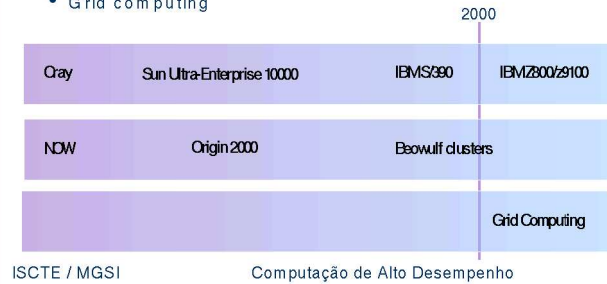 • Grid computing
2000
Cray Sun Ultra-Enterprise 10000 IBM S/390 IBM Z800/z9100
NOW Origin 2000 Beowulf clusters
Grid Computing
ISCTE / MGSI Computação de Alto Desempenho